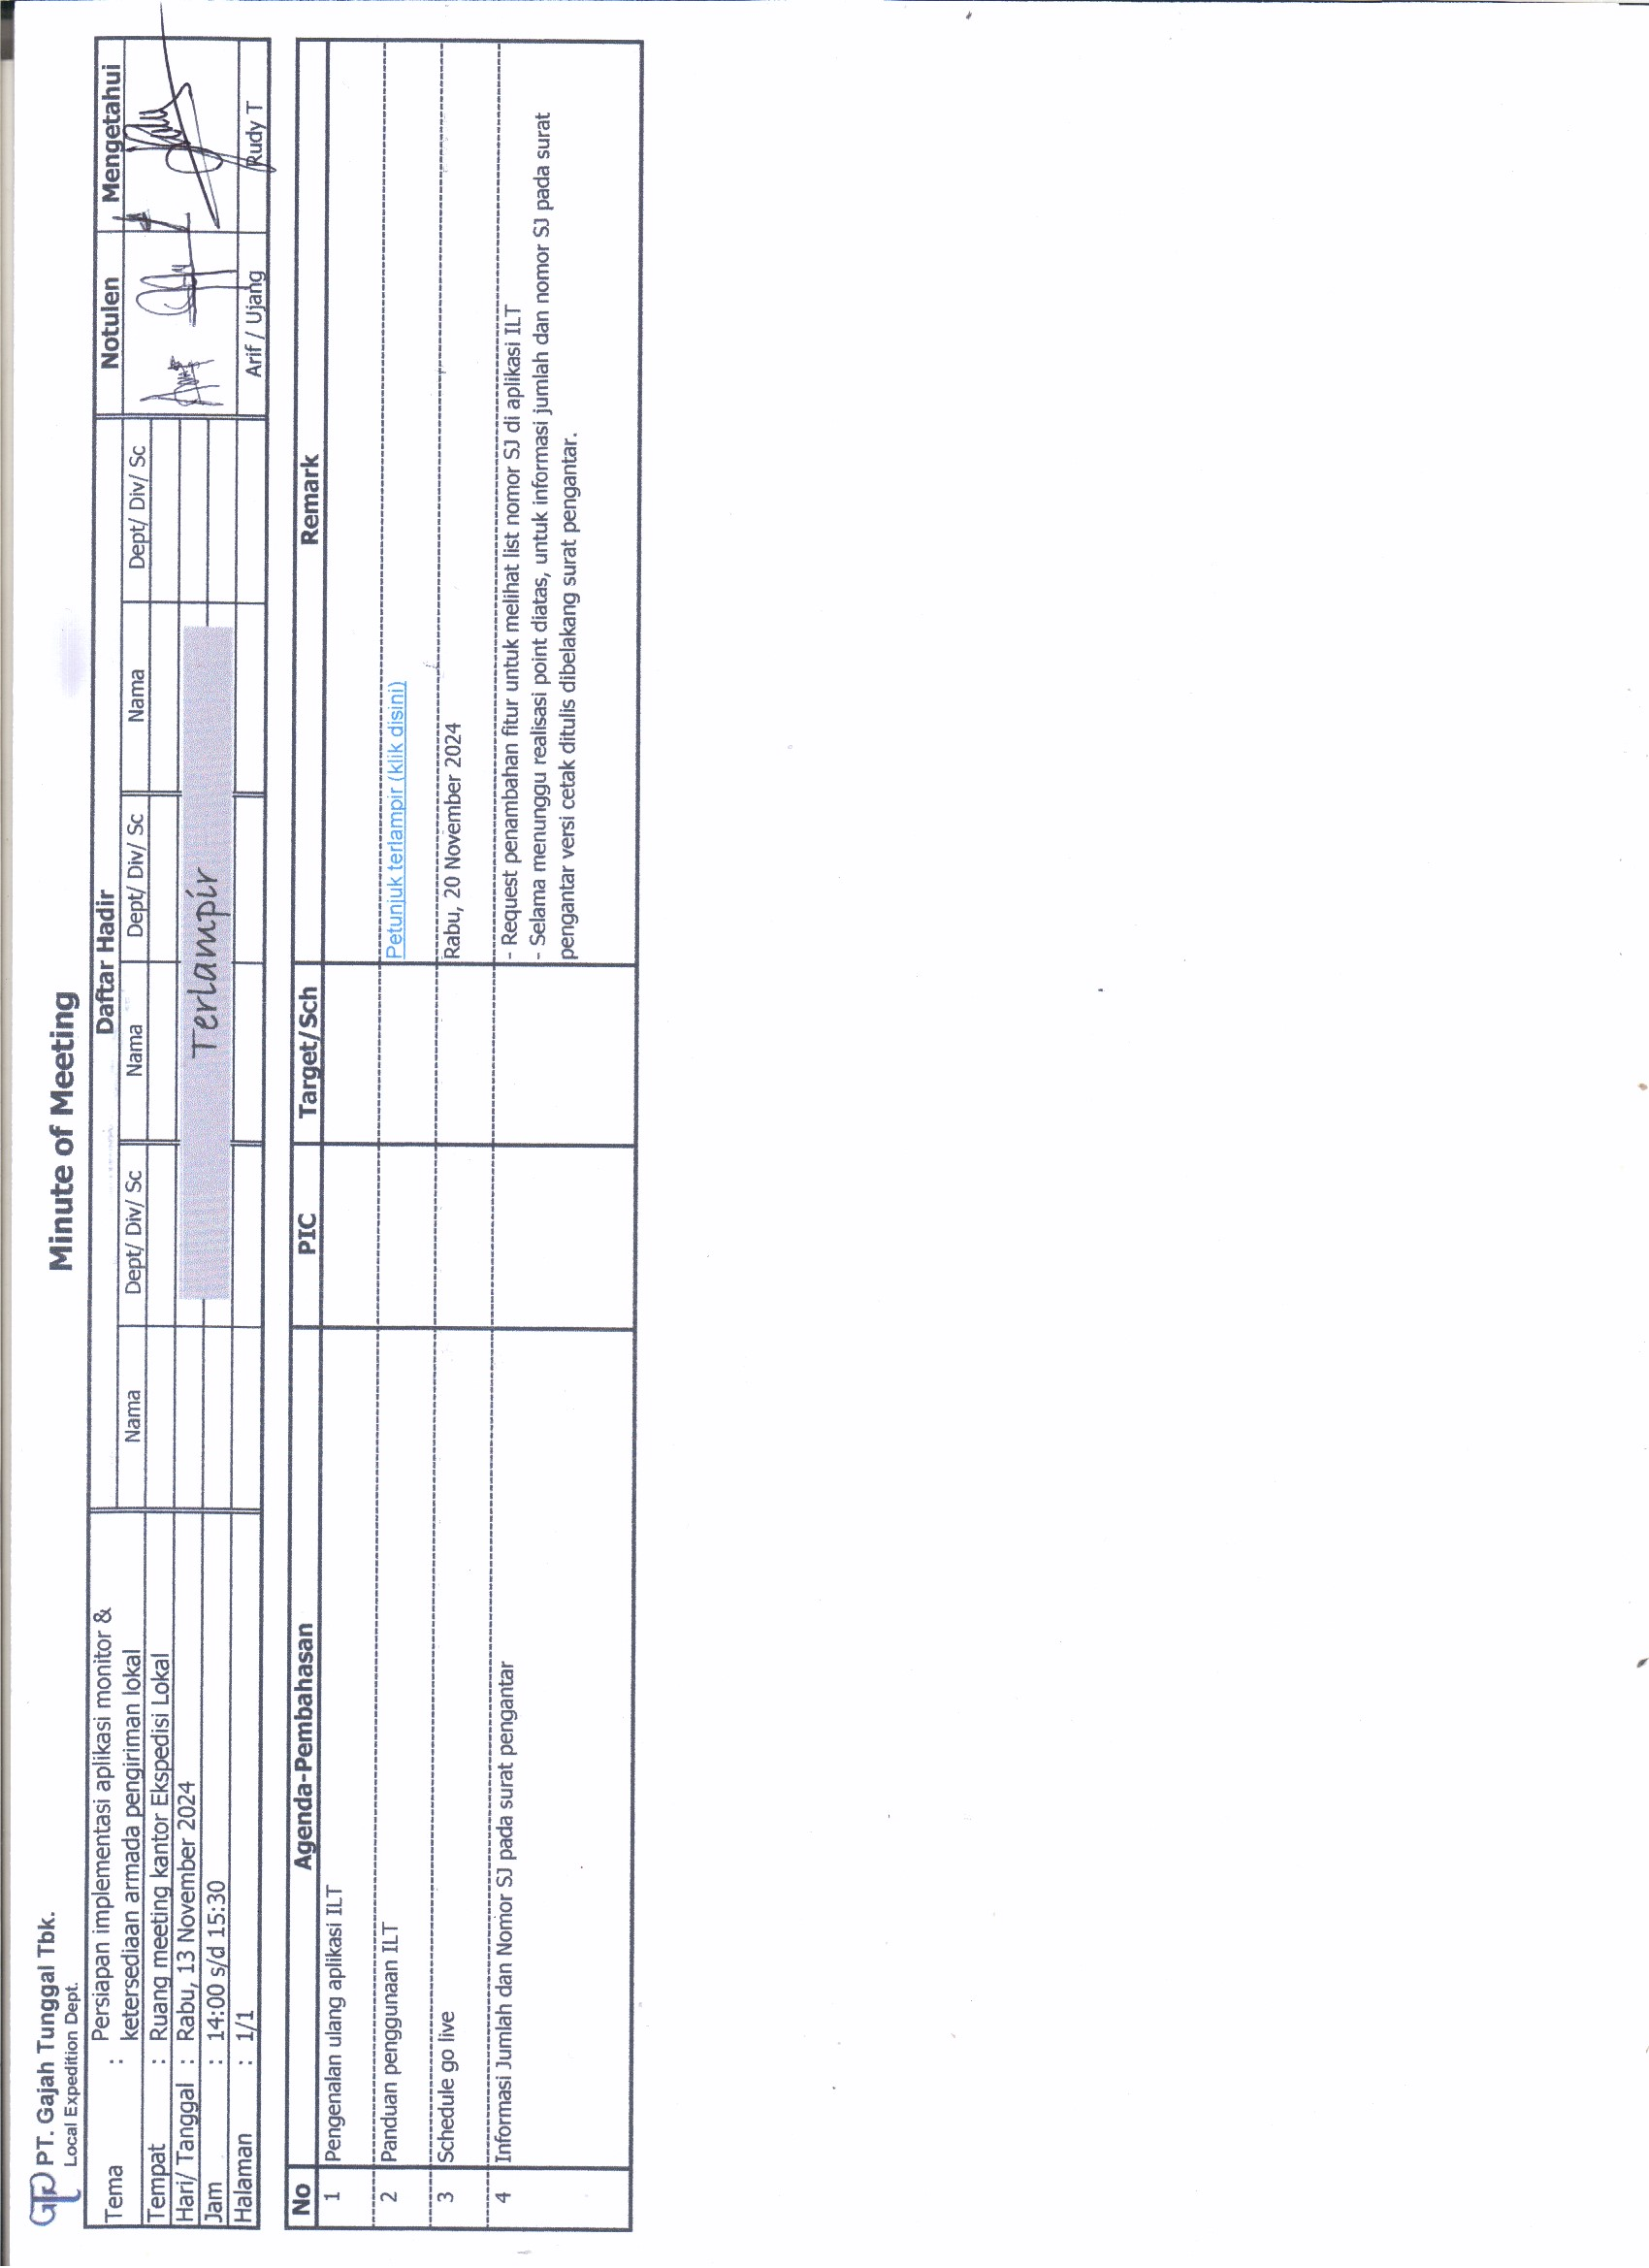 PT. Gajah Tunggal Tbk.
Local Expedition Dept.
Minute of Meeting
Tema : Persiapan implementasi aplikasi monitor &
ketersediaan armada pengiriman lokal
Tempat : Ruang meeting kantor Ekspedisi Lokal
Hari/ Tanggal : Rabu, 13 November 2024
Jam : 14:00 s/d 15:30
Halaman : 1/1
Daftar Hadir
Nama Dept/ Div/ Sc Nama Dept/ Div/ Sc Nama Dept/ Div/ Sc
Terlampir
Notulen Mengetahui
Arif / Ujang Rudy T
No Agenda-Pembahasan PIC Target/Sch Remark
1 Pengenalan ulang aplikasi ILT
2 Panduan penggunaan ILT Petunjuk terlampir (klik disini)
3 Schedule go live Rabu, 20 November 2024
4 Informasi Jumlah dan Nomor SJ pada surat pengantar - Request penambahan fitur untuk melihat list nomor SJ di aplikasi ILT
- Selama menunggu realisasi point diatas, untuk informasi jumlah dan nomor SJ pada surat
pengantar versi cetak ditulis dibelakang surat pengantar.